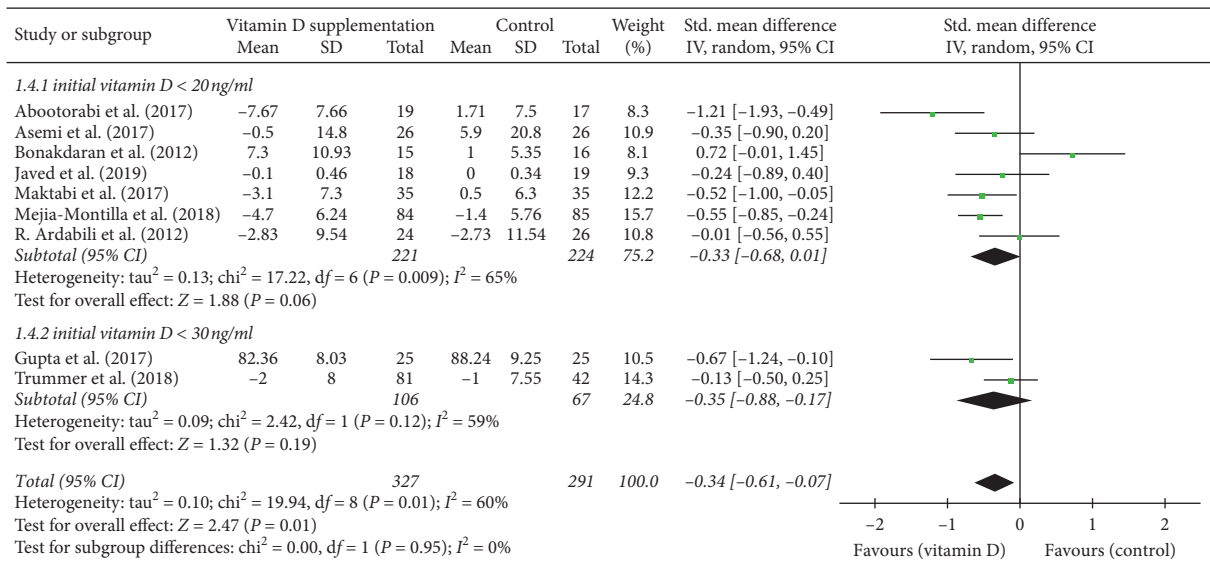 Study or subgroup Vitamin D supplementation Control Weight Std. mean difference Std. mean difference
Mean SD Total Mean SD Total (%) IV, random, 95% CI IV, random, 95% CI
1.4.1 initial vitamin D < 20 ng/ml
Abootorabi et al. (2017) –7.67 7.66 19 1.71 7.5 17 8.3 –1.21 [–1.93, –0.49]
Asemi et al. (2017) –0.5 14.8 26 5.9 20.8 26 10.9 –0.35 [–0.90, 0.20]
Bonakdaran et al. (2012) 7.3 10.93 15 1 5.35 16 8.1 0.72 [–0.01, 1.45]
Javed et al. (2019) –0.1 0.46 18 0 0.34 19 9.3 –0.24 [–0.89, 0.40]
Maktabi et al. (2017) –3.1 7.3 35 0.5 6.3 35 12.2 –0.52 [–1.00, –0.05]
Mejia-Montilla et al. (2018) –4.7 6.24 84 –1.4 5.76 85 15.7 –0.55 [–0.85, –0.24]
R. Ardabili et al. (2012) –2.83 9.54 24 –2.73 11.54 26 10.8 –0.01 [–0.56, 0.55]
Subtotal (95% CI) 221 224 75.2 –0.33 [–0.68, 0.01]
Heterogeneity: tau² = 0.13; chi² = 17.22, df = 6 (P = 0.009); I² = 65%
Test for overall effect: Z = 1.88 (P = 0.06)
1.4.2 initial vitamin D < 30 ng/ml
Gupta et al. (2017) 82.36 8.03 25 88.24 9.25 25 10.5 –0.67 [–1.24, –0.10]
Trummer et al. (2018) –2 8 81 –1 7.55 42 14.3 –0.13 [–0.50, 0.25]
Subtotal (95% CI) 106 67 24.8 –0.35 [–0.88, –0.17]
Heterogeneity: tau² = 0.09; chi² = 2.42, df = 1 (P = 0.12); I² = 59%
Test for overall effect: Z = 1.32 (P = 0.19)
Total (95% CI) 327 291 100.0 –0.34 [–0.61, –0.07]
Heterogeneity: tau² = 0.10; chi² = 19.94, df = 8 (P = 0.01); I² = 60%
Test for overall effect: Z = 2.47 (P = 0.01)
Test for subgroup differences: chi² = 0.00, df = 1 (P = 0.95); I² = 0%
–2 –1 0 1 2
Favours (vitamin D) Favours (control)